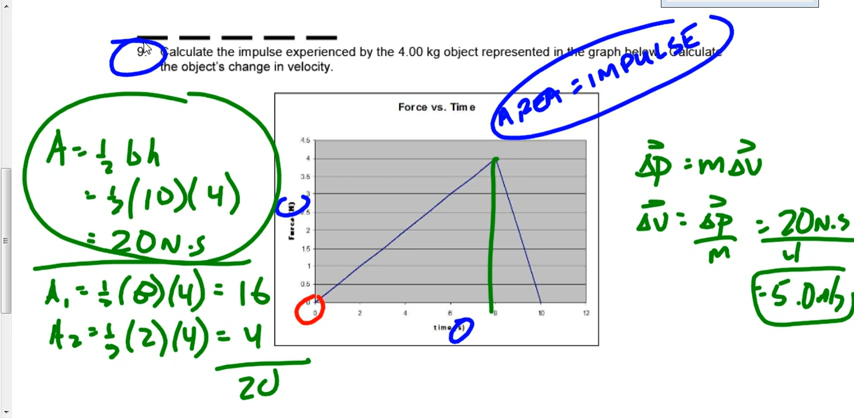 9. Calculate the impulse experienced by the 4.00 kg object represented in the graph below. Calculate
the object's change in velocity.
AREA = IMPULSE
A = ½ bh
= ½(10)(4)
= 20 N·s
A₁ = ½(8)(4) = 16
A₂ = ½(2)(4) = 4
20
Force vs. Time
4.5
4
3.5
3
2.5
2
1.5
1
0.5
0
Force (N)
0 2 4 6 8 10 12
time (s)
Δp⃗ = mΔv⃗
Δv⃗ = Δp⃗/m = 20 N·s/4
= 5.0 m/s